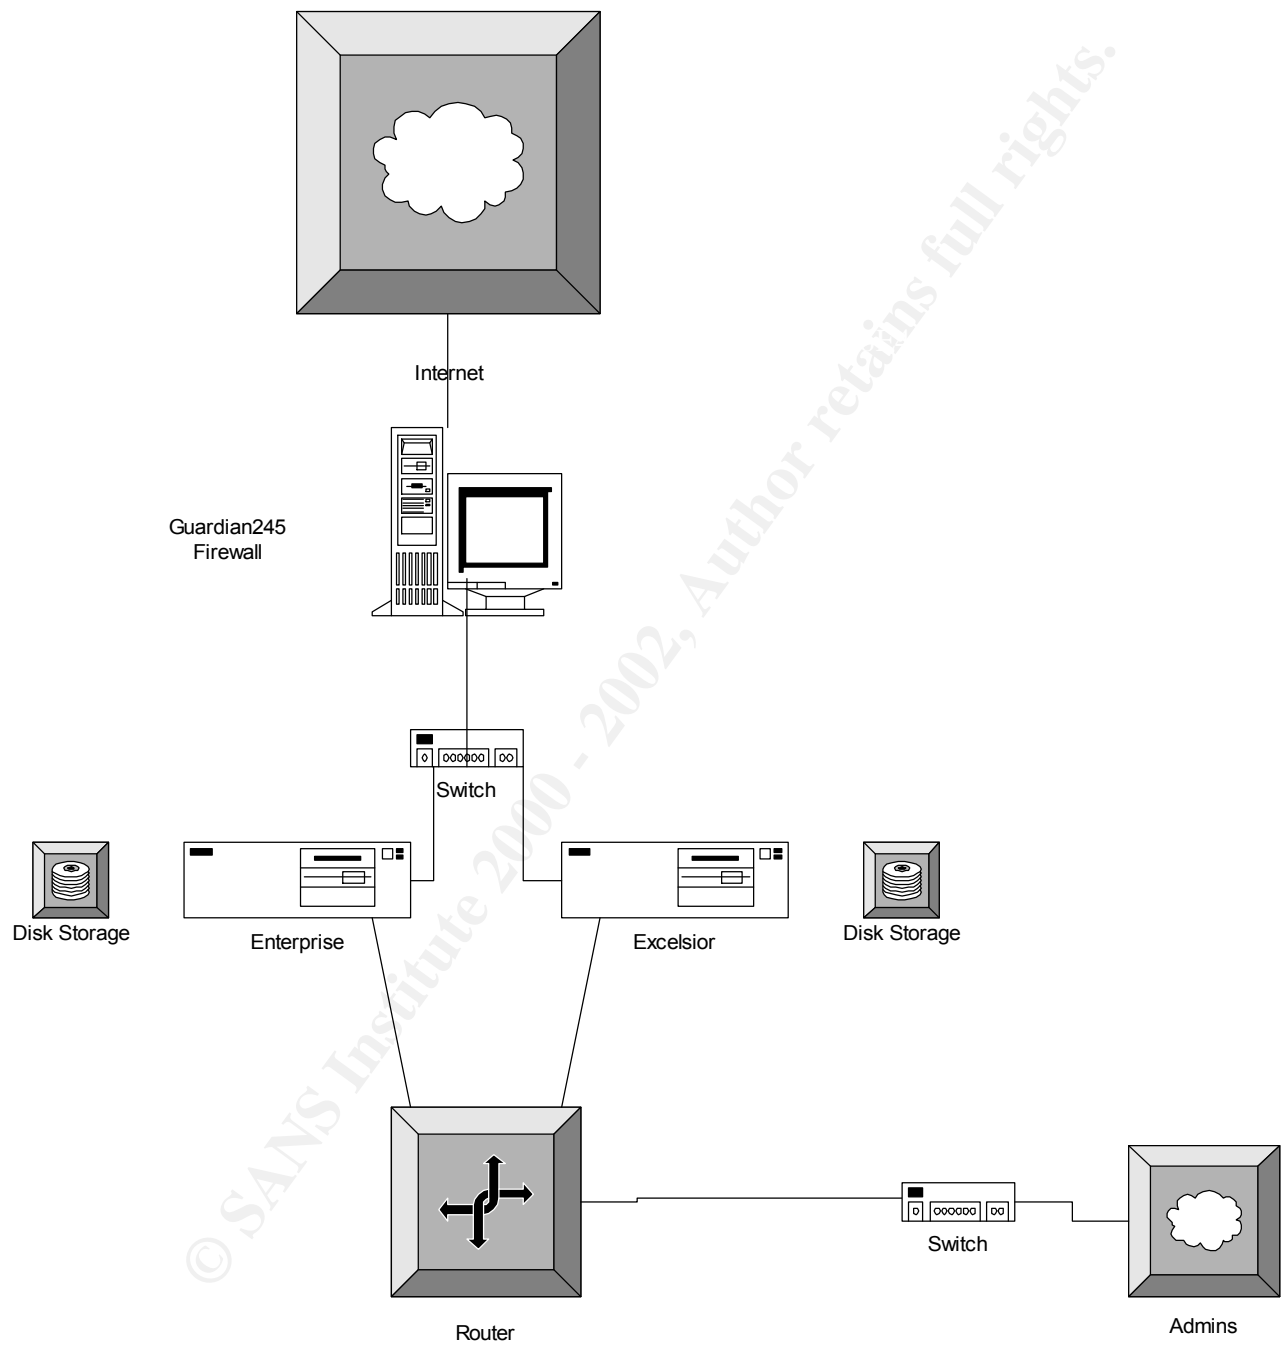 Internet
Guardian245
Firewall
Switch
Disk Storage
Enterprise
Excelsior
Disk Storage
Router
Switch
Admins
© SANS Institute 2000 - 2002, Author retains full rights.